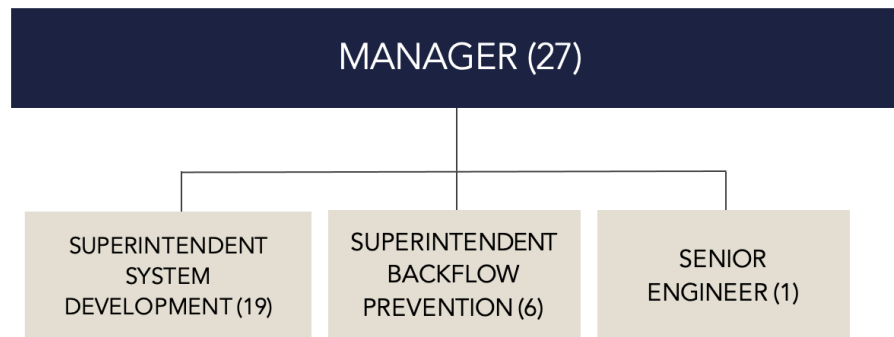 MANAGER (27)
SUPERINTENDENT
SYSTEM
DEVELOPMENT (19)
SUPERINTENDENT
BACKFLOW
PREVENTION (6)
SENIOR
ENGINEER (1)